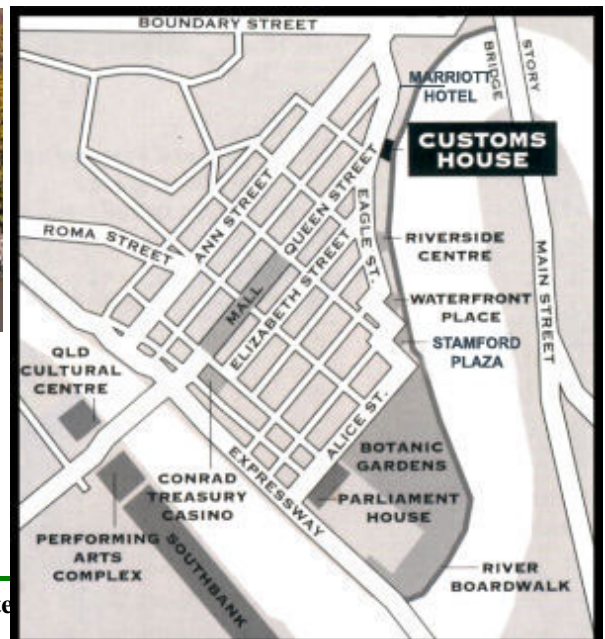 BOUNDARY STREET
STORY
BRIDGE
MARRIOTT
HOTEL
CUSTOMS
HOUSE
QUEEN STREET
ANN STREET
EAGLE ST.
ROMA STREET
RIVERSIDE
CENTRE
MAIN STREET
MALL
ELIZABETH STREET
WATERFRONT
PLACE
STAMFORD
PLAZA
QLD
CULTURAL
CENTRE
ALICE ST.
BOTANIC
GARDENS
EXPRESSWAY
CONRAD
TREASURY
CASINO
PARLIAMENT
HOUSE
PERFORMING
ARTS
COMPLEX
SOUTHBANK
RIVER
BOARDWALK